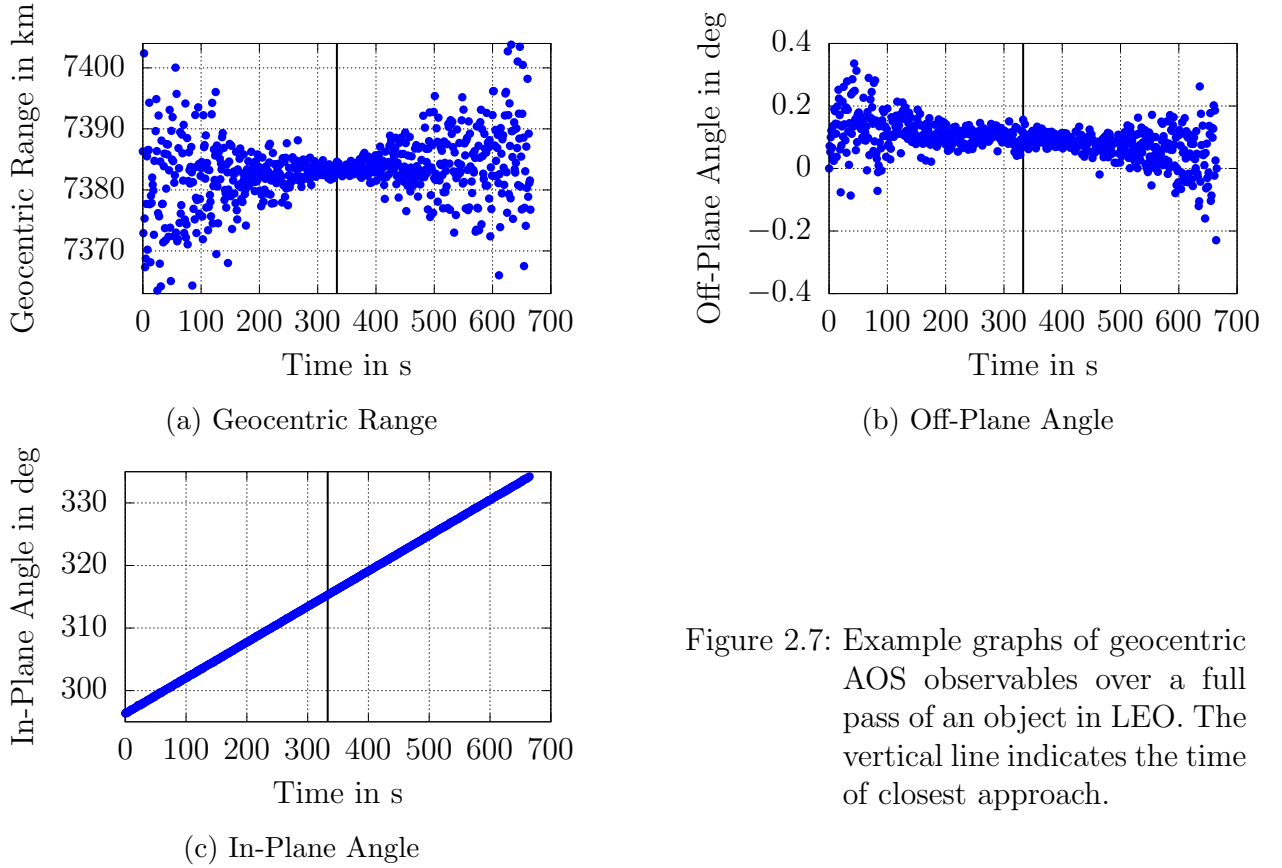 Geocentric Range in km
7400
7390
7380
7370
0 100 200 300 400 500 600 700
Time in s
(a) Geocentric Range
Off-Plane Angle in deg
0.4
0.2
0
−0.2
−0.4
0 100 200 300 400 500 600 700
Time in s
(b) Off-Plane Angle
In-Plane Angle in deg
330
320
310
300
0 100 200 300 400 500 600 700
Time in s
(c) In-Plane Angle
Figure 2.7: Example graphs of geocentric
AOS observables over a full
pass of an object in LEO. The
vertical line indicates the time
of closest approach.